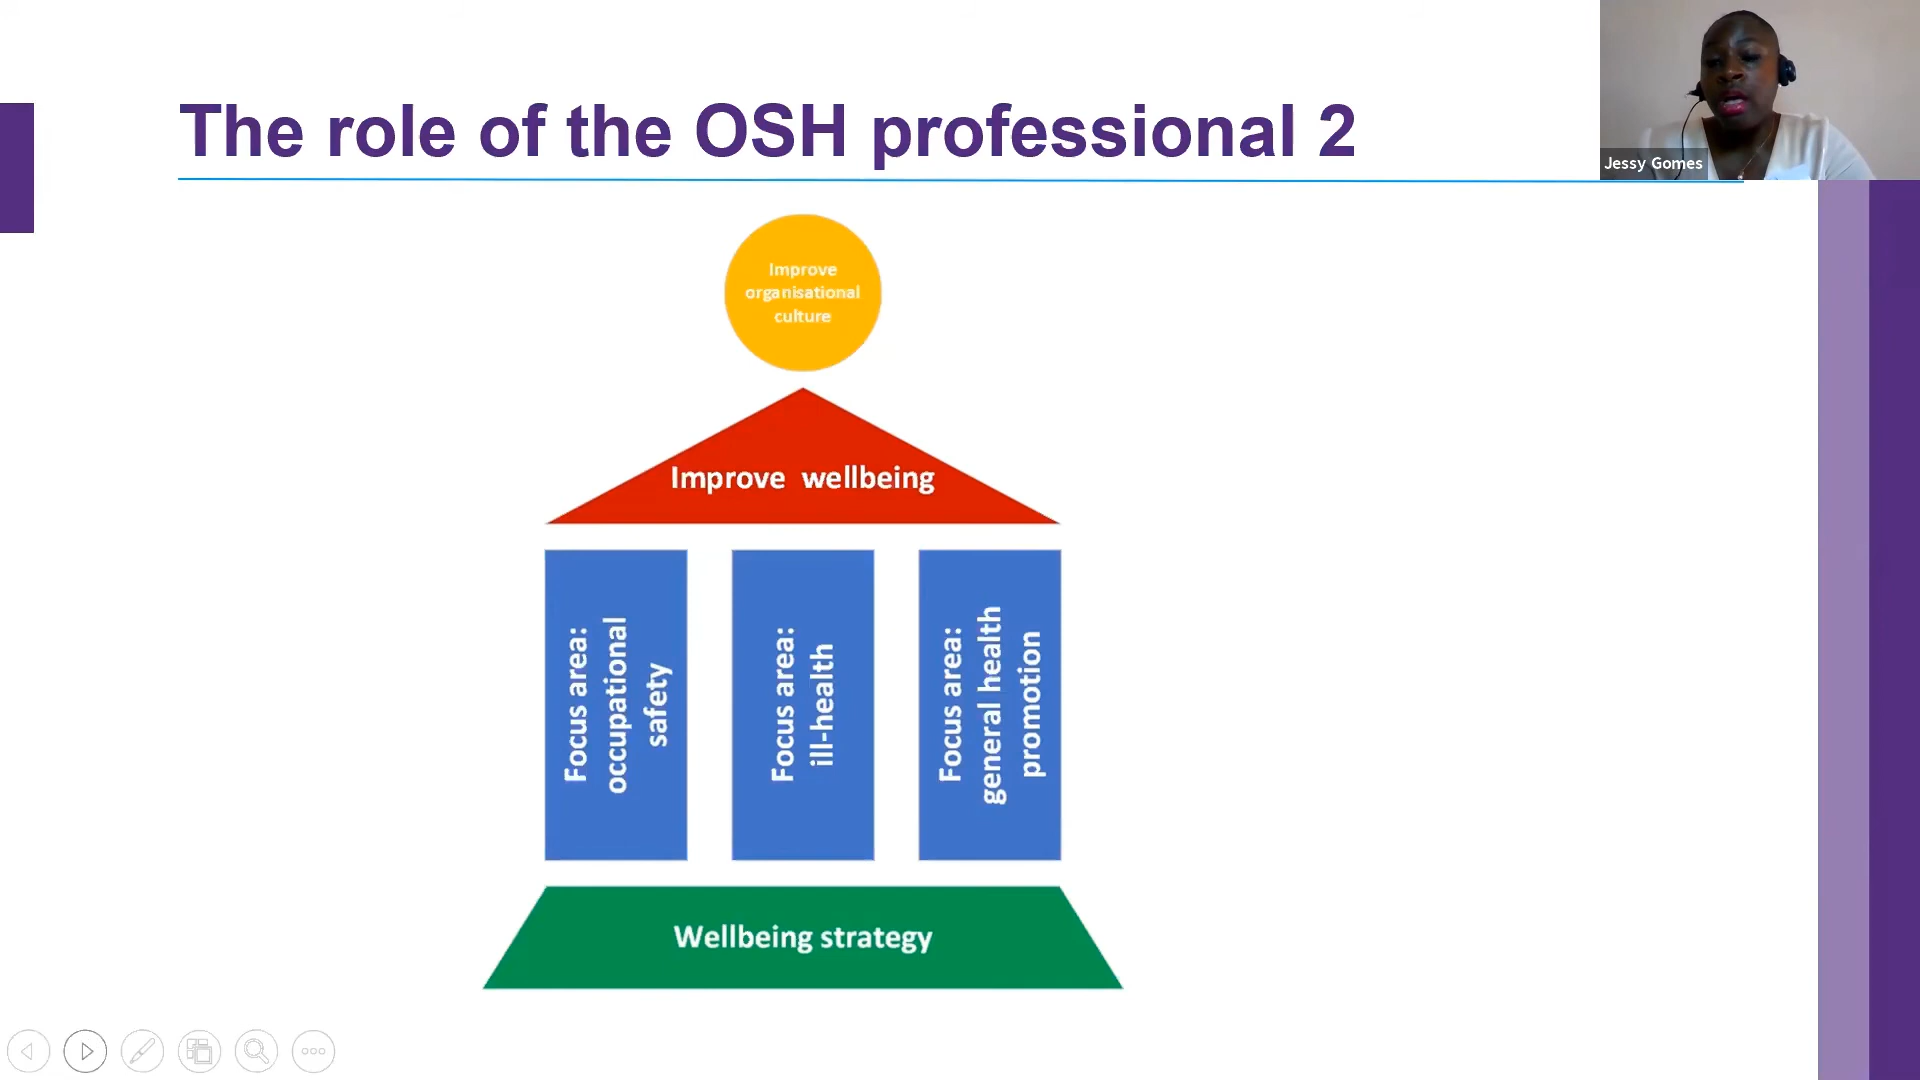 The role of the OSH professional 2
Jessy Gomes
Improve
organisational
culture
Improve wellbeing
Focus area:
occupational
safety
Focus area:
ill-health
Focus area:
general health
promotion
Wellbeing strategy